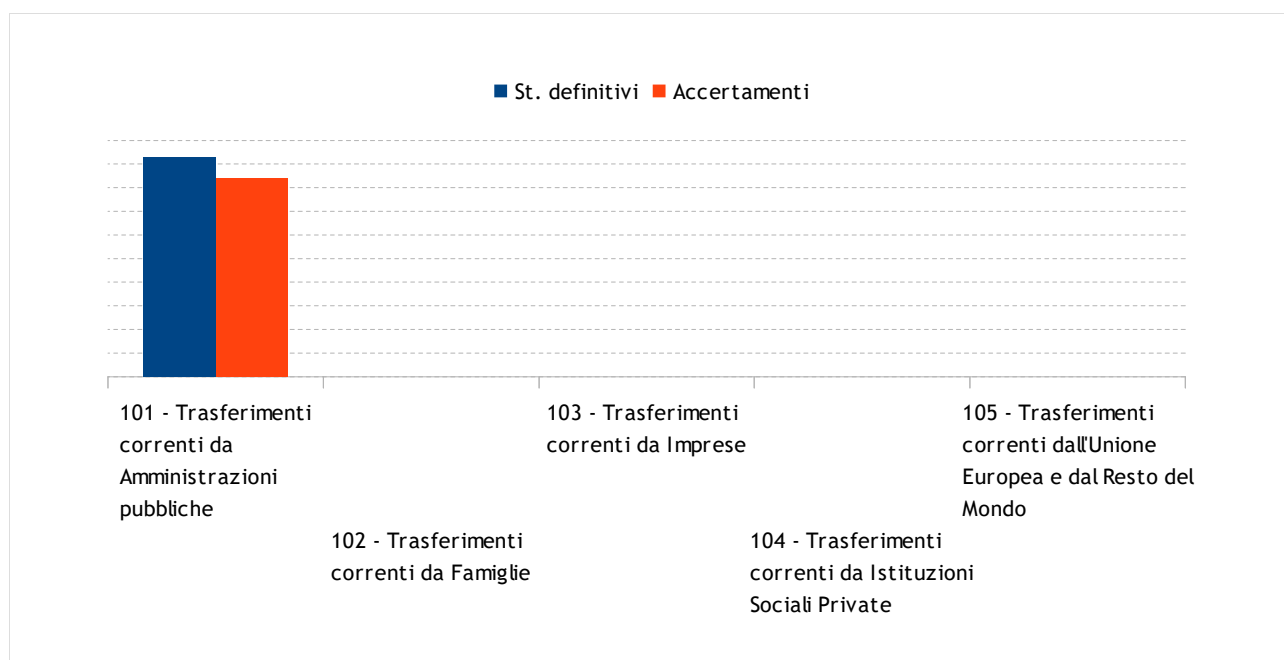 St. definitivi Accertamenti
101 - Trasferimenti
correnti da
Amministrazioni
pubbliche
102 - Trasferimenti
correnti da Famiglie
103 - Trasferimenti
correnti da Imprese
104 - Trasferimenti
correnti da Istituzioni
Sociali Private
105 - Trasferimenti
correnti dall'Unione
Europea e dal Resto del
Mondo